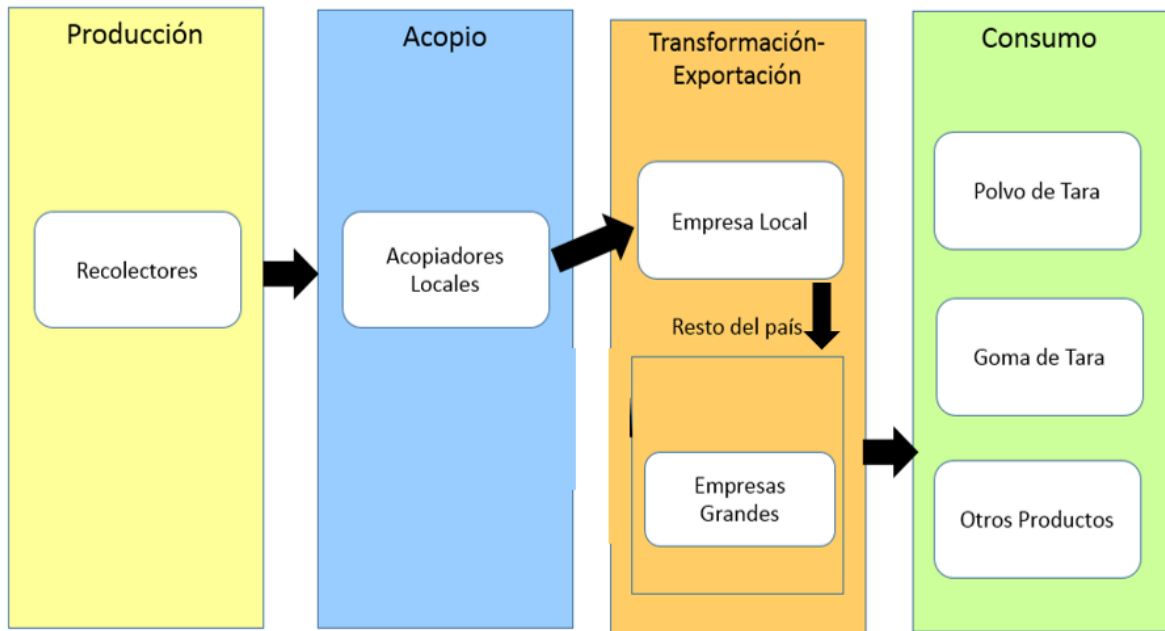 Producción
Recolectores
Acopio
Acopiadores
Locales
Transformación-
Exportación
Empresa Local
Resto del país
Empresas
Grandes
Consumo
Polvo de Tara
Goma de Tara
Otros Productos